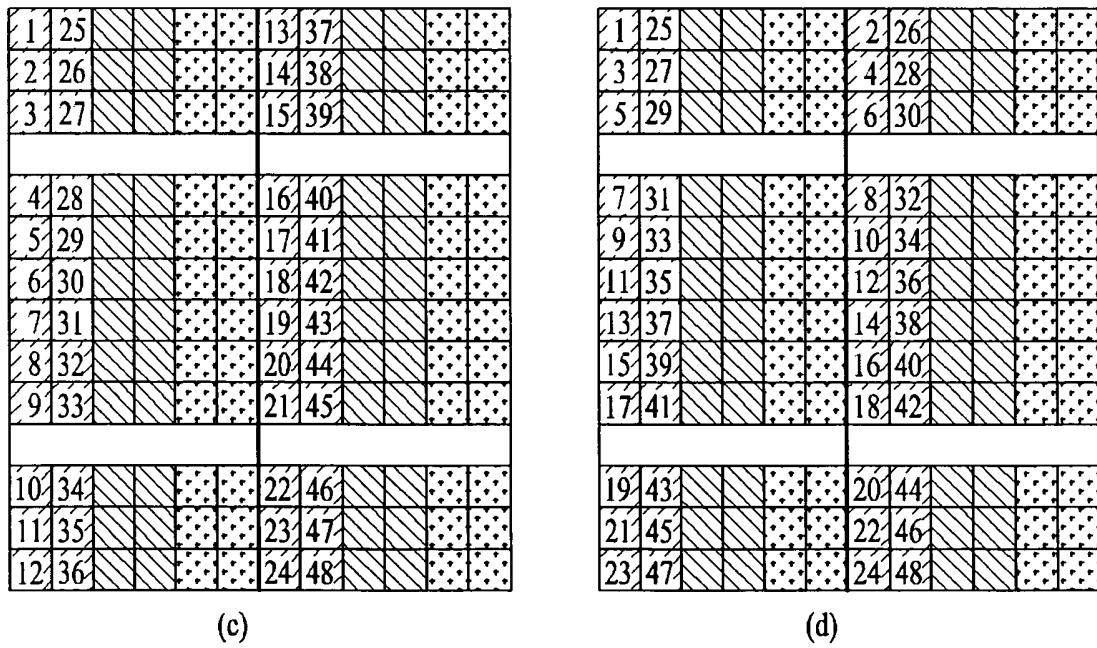 1 25 13 37 1 25 2 26
2 26 14 38 3 27 4 28
3 27 15 39 5 29 6 30
4 28 16 40 7 31 8 32
5 29 17 41 9 33 10 34
6 30 18 42 11 35 12 36
7 31 19 43 13 37 14 38
8 32 20 44 15 39 16 40
9 33 21 45 17 41 18 42
10 34 22 46 19 43 20 44
11 35 23 47 21 45 22 46
12 36 24 48 23 47 24 48
(c) (d)